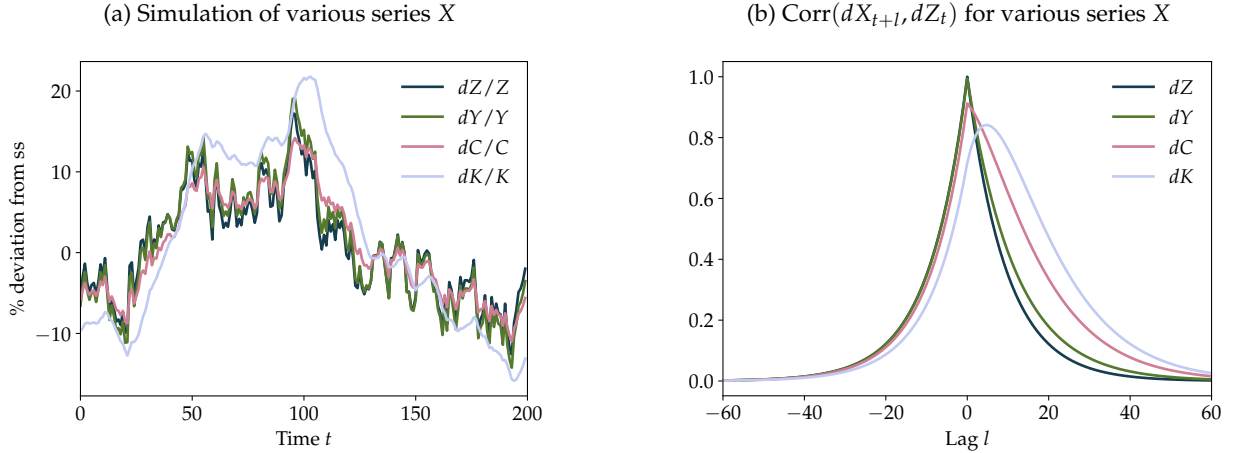 (a) Simulation of various series X
% deviation from ss
20
10
0
−10
0
50
100
150
200
Time t
dZ/Z
dY/Y
dC/C
dK/K
(b) Corr(dX_{t+l}, dZ_t) for various series X
1.0
0.8
0.6
0.4
0.2
0.0
−60
−40
−20
0
20
40
60
Lag l
dZ
dY
dC
dK